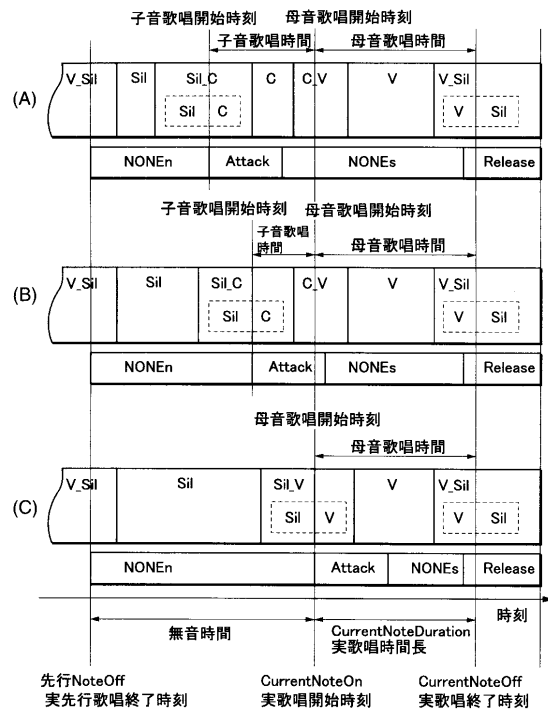 子音歌唱開始時刻 母音歌唱開始時刻
子音歌唱時間 母音歌唱時間
(A)
V_Sil Sil Sil_C C C_V V V_Sil
Sil C V Sil
NONEn Attack NONEs Release
子音歌唱開始時刻 母音歌唱開始時刻
子音歌唱
時間
母音歌唱時間
(B)
V_Sil Sil Sil_C C_V V V_Sil
Sil C V Sil
NONEn Attack NONEs Release
母音歌唱開始時刻
母音歌唱時間
(C)
V_Sil Sil Sil_V V V_Sil
Sil V V Sil
NONEn Attack NONEs Release
時刻
無音時間
CurrentNoteDuration
実歌唱時間長
先行NoteOff CurrentNoteOn CurrentNoteOff
実先行歌唱終了時刻 実歌唱開始時刻 実歌唱終了時刻